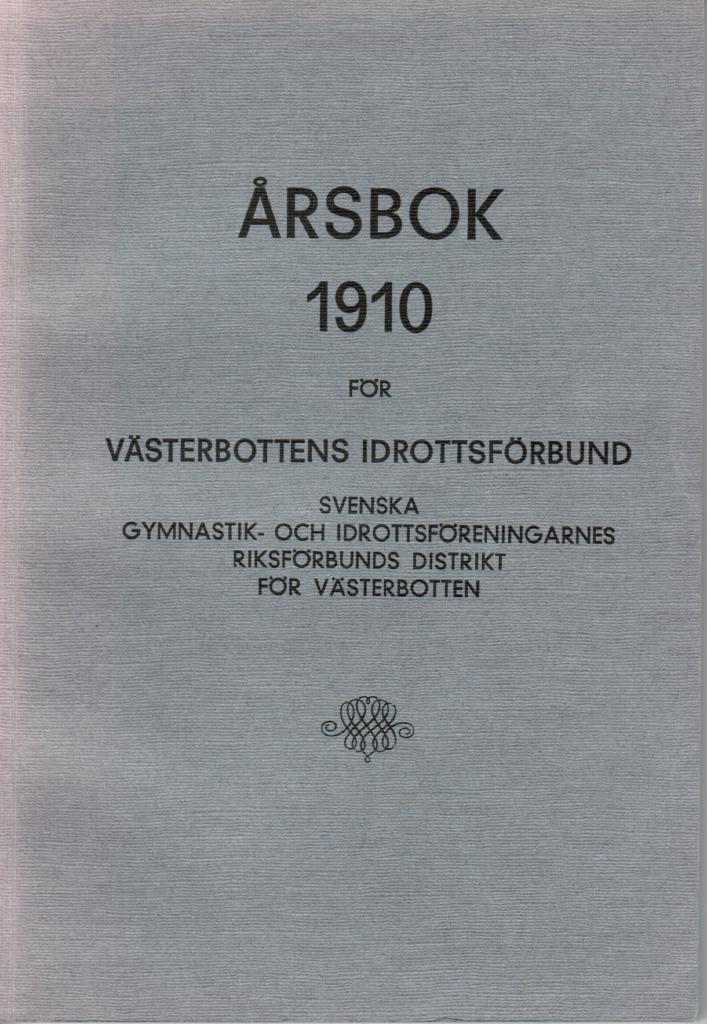 ÅRSBOK
1910
FÖR
VÄSTERBOTTENS IDROTTSFÖRBUND
SVENSKA
GYMNASTIK- OCH IDROTTSFÖRENINGARNES
RIKSFÖRBUNDS DISTRIKT
FÖR VÄSTERBOTTEN